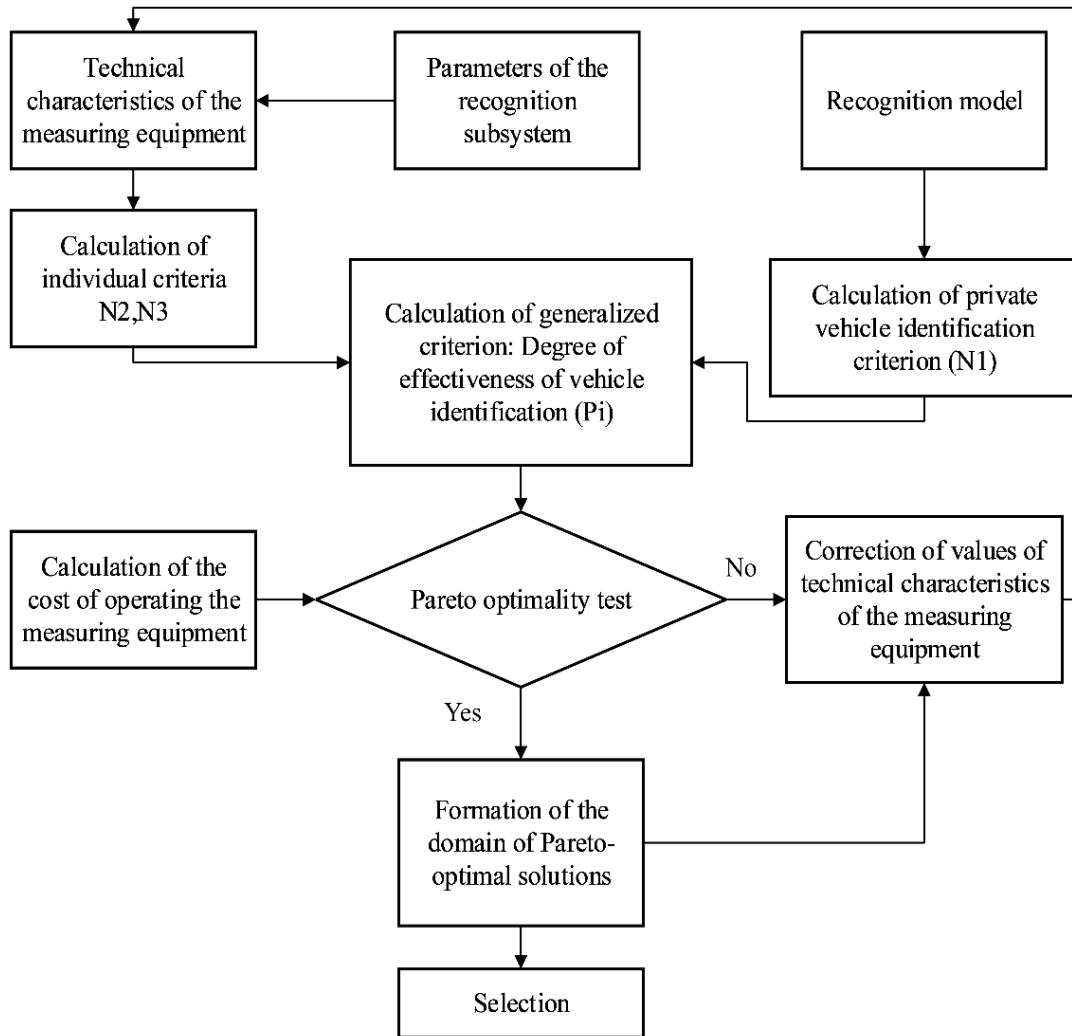 Technical
characteristics of the
measuring equipment
Parameters of the
recognition
subsystem
Recognition model
Calculation of
individual criteria
N2,N3
Calculation of generalized
criterion: Degree of
effectiveness of vehicle
identification (Pi)
Calculation of private
vehicle identification
criterion (N1)
Calculation of the
cost of operating the
measuring equipment
Pareto optimality test
No
Correction of values of
technical characteristics
of the measuring
equipment
Yes
Formation of the
domain of Pareto-
optimal solutions
Selection